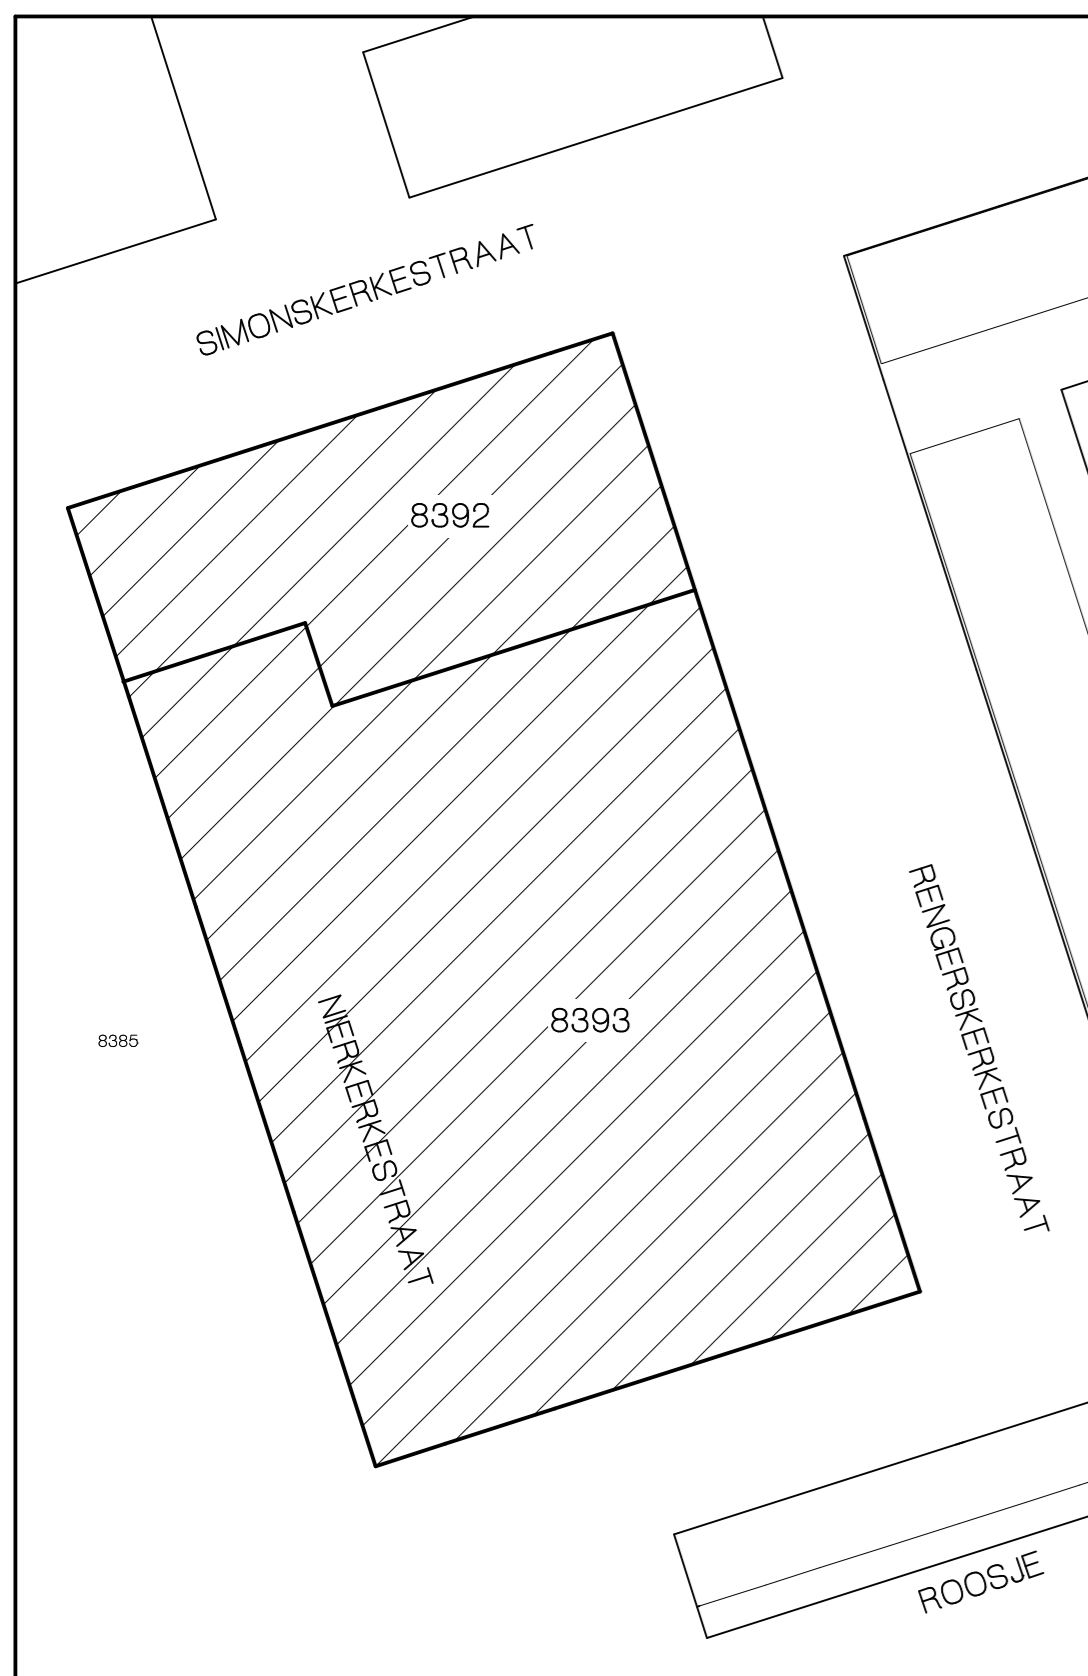 SIMONSKERKESTRAAT
8392
RENGERSKERKESTRAAT
8393
NIERKERKESTRAAT
8385
ROOSJE